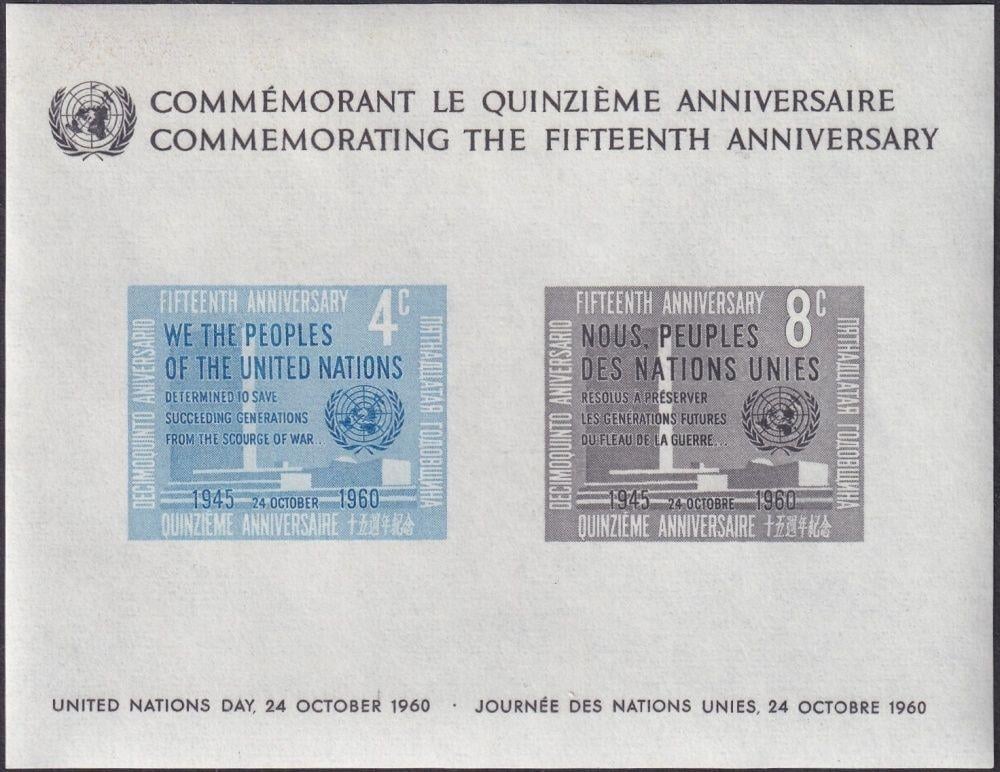 COMMÉMORANT LE QUINZIÈME ANNIVERSAIRE
COMMEMORATING THE FIFTEENTH ANNIVERSARY
FIFTEENTH ANNIVERSARY
4c
WE THE PEOPLES
OF THE UNITED NATIONS
DETERMINED TO SAVE
SUCCEEDING GENERATIONS
FROM THE SCOURGE OF WAR...
1945 24 OCTOBER 1960
DECIMOQUINTO ANIVERSARIO
ПЯТНАДЦАТАЯ ГОДОВЩИНА
QUINZIÈME ANNIVERSAIRE 十五週年紀念
FIFTEENTH ANNIVERSARY
8c
NOUS, PEUPLES
DES NATIONS UNIES
RESOLUS A PRÉSERVER
LES GENERATIONS FUTURES
DU FLEAU DE LA GUERRE...
1945 24 OCTOBRE 1960
DECIMOQUINTO ANIVERSARIO
ПЯТНАДЦАТАЯ ГОДОВЩИНА
QUINZIÈME ANNIVERSAIRE 十五週年紀念
UNITED NATIONS DAY, 24 OCTOBER 1960 · JOURNÉE DES NATIONS UNIES, 24 OCTOBRE 1960